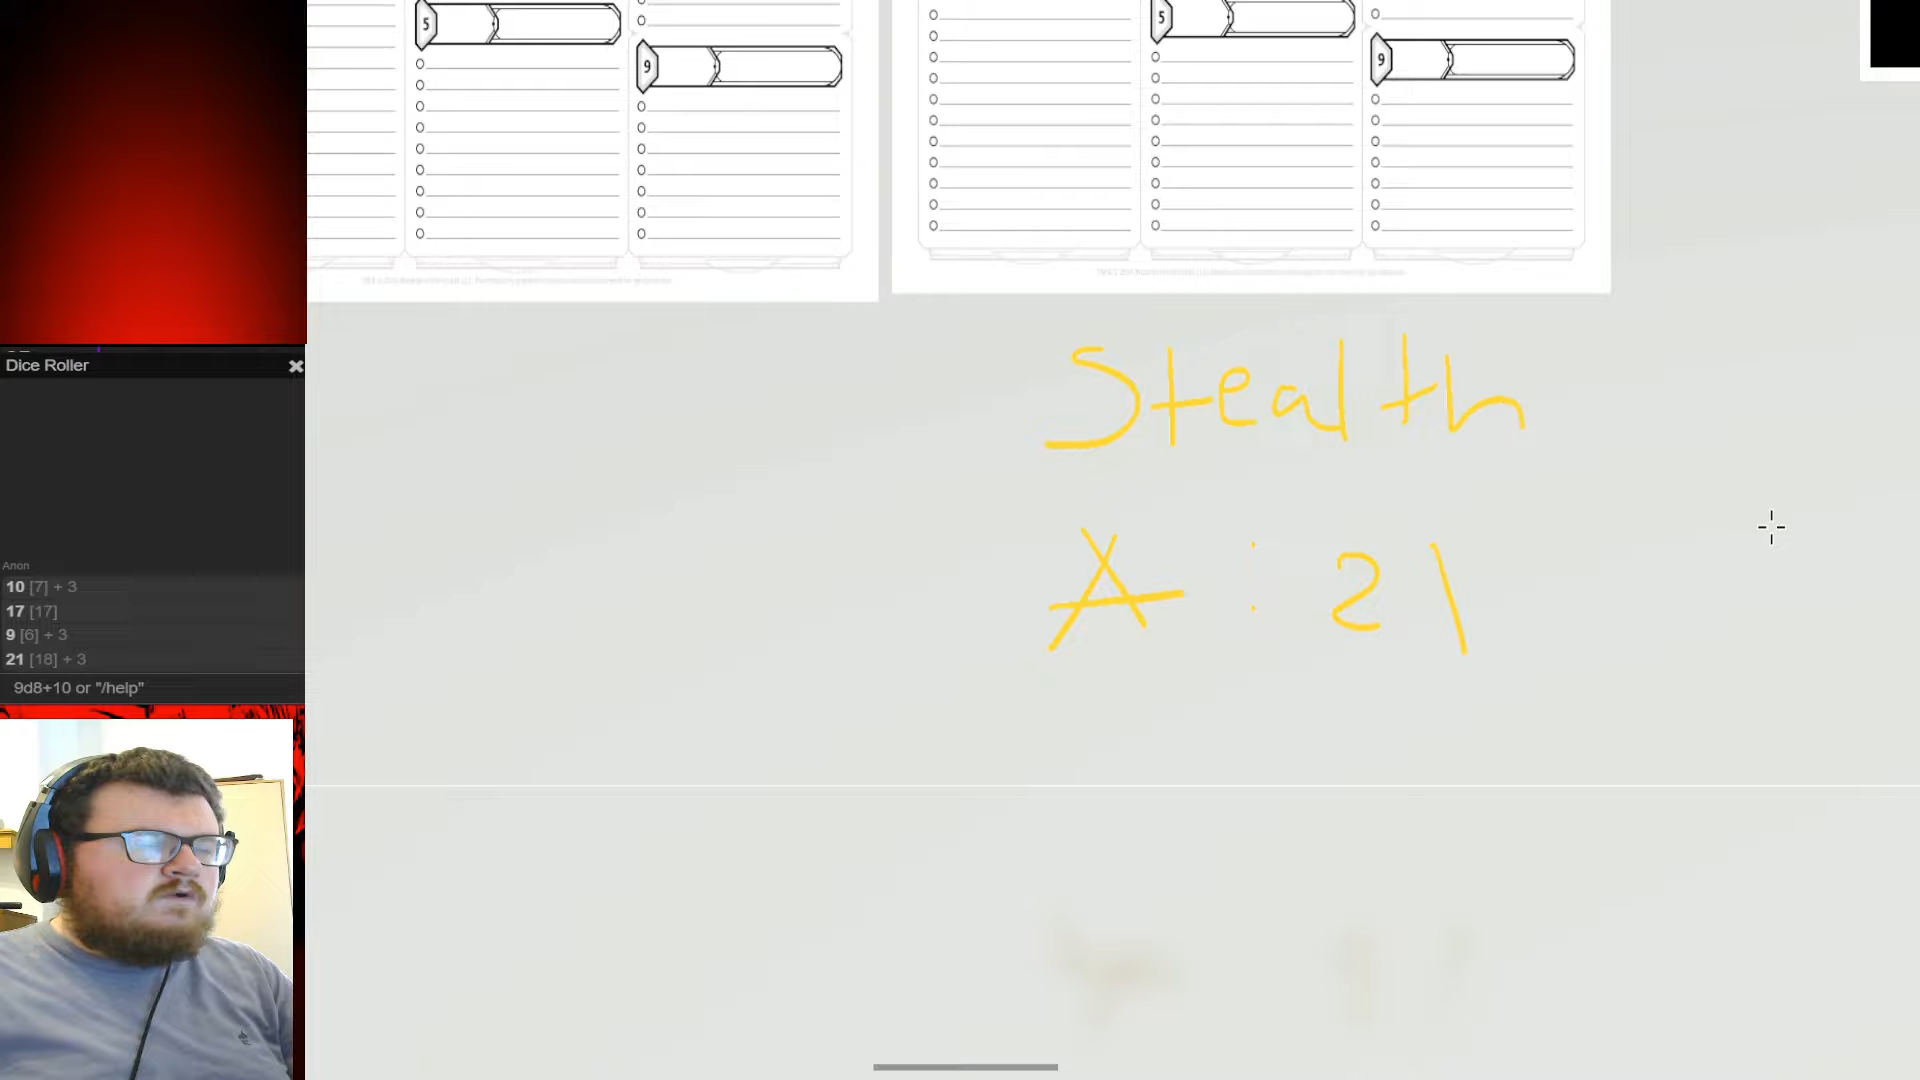 5
9
5
9
Dice Roller
Anon
10 [7] + 3
17 [17]
9 [6] + 3
21 [18] + 3
9d8+10 or "/help"
Stealth
A : 21